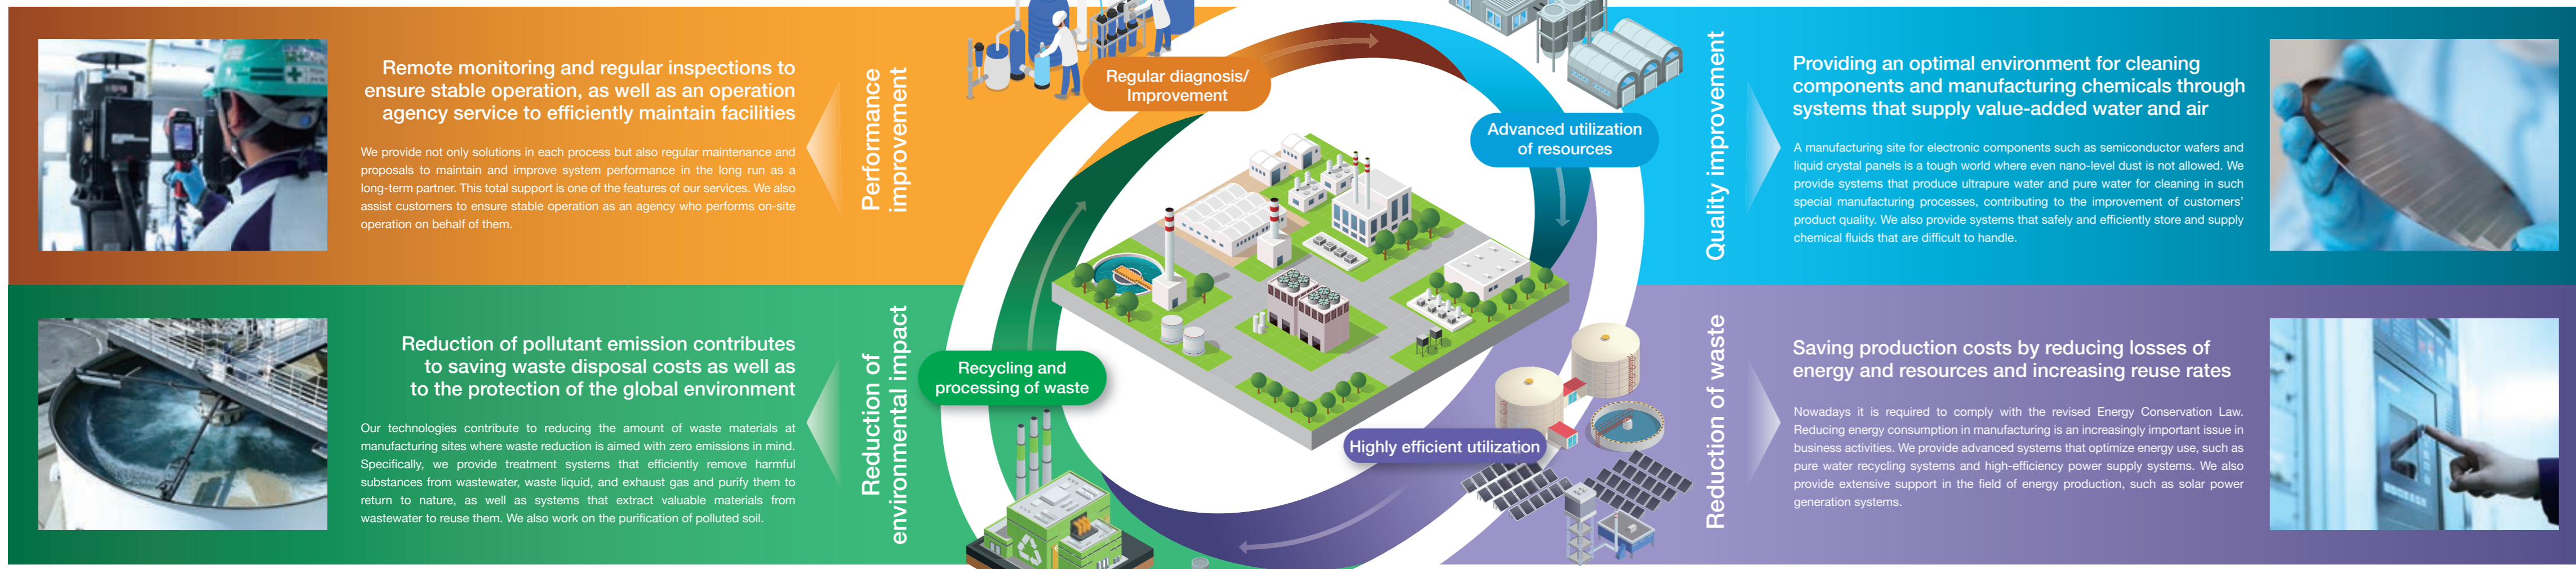 Remote monitoring and regular inspections to
ensure stable operation, as well as an operation
agency service to efficiently maintain facilities
We provide not only solutions in each process but also regular maintenance and
proposals to maintain and improve system performance in the long run as a
long-term partner. This total support is one of the features of our services. We also
assist customers to ensure stable operation as an agency who performs on-site
operation on behalf of them.
Performance
improvement
Regular diagnosis/
Improvement
Advanced utilization
of resources
Quality improvement
Providing an optimal environment for cleaning
components and manufacturing chemicals through
systems that supply value-added water and air
A manufacturing site for electronic components such as semiconductor wafers and
liquid crystal panels is a tough world where even nano-level dust is not allowed. We
provide systems that produce ultrapure water and pure water for cleaning in such
special manufacturing processes, contributing to the improvement of customers'
product quality. We also provide systems that safely and efficiently store and supply
chemical fluids that are difficult to handle.
Reduction of pollutant emission contributes
to saving waste disposal costs as well as
to the protection of the global environment
Our technologies contribute to reducing the amount of waste materials at
manufacturing sites where waste reduction is aimed with zero emissions in mind.
Specifically, we provide treatment systems that efficiently remove harmful
substances from wastewater, waste liquid, and exhaust gas and purify them to
return to nature, as well as systems that extract valuable materials from
wastewater to reuse them. We also work on the purification of polluted soil.
Reduction of
environmental impact
Recycling and
processing of waste
Highly efficient utilization
Reduction of waste
Saving production costs by reducing losses of
energy and resources and increasing reuse rates
Nowadays it is required to comply with the revised Energy Conservation Law.
Reducing energy consumption in manufacturing is an increasingly important issue in
business activities. We provide advanced systems that optimize energy use, such as
pure water recycling systems and high-efficiency power supply systems. We also
provide extensive support in the field of energy production, such as solar power
generation systems.